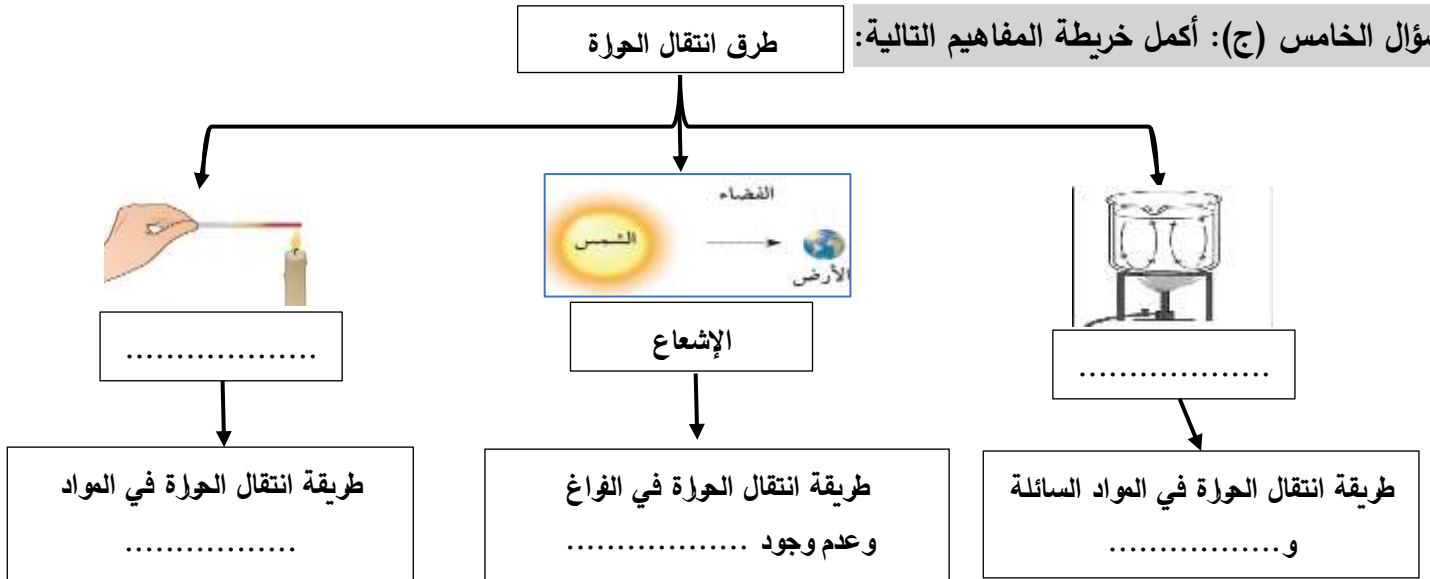 سؤال الخامس (ج): أكمل خريطة المفاهيم التالية:
طرق انتقال الحرارة
الفضاء
الشمس
الأرض
...................
الإشعاع
...................
طريقة انتقال الحرارة في المواد السائلة
و.................
طريقة انتقال الحرارة في الفراغ
وعدم وجود ..................
طريقة انتقال الحرارة في المواد
.................